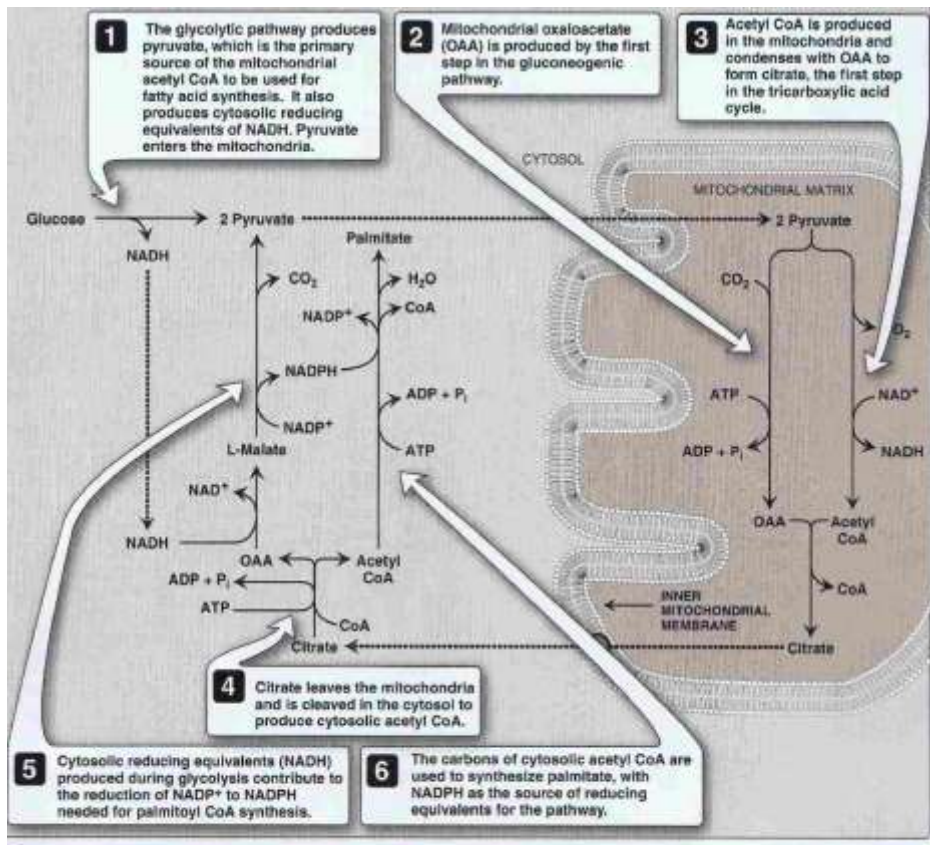 1
The glycolytic pathway produces
pyruvate, which is the primary
source of the mitochondrial
acetyl CoA to be used for
fatty acid synthesis. It also
produces cytosolic reducing
equivalents of NADH. Pyruvate
enters the mitochondria.
2
Mitochondrial oxaloacetate
(OAA) is produced by the first
step in the gluconeogenic
pathway.
3
Acetyl CoA is produced
in the mitochondria and
condenses with OAA to
form citrate, the first step
in the tricarboxylic acid
cycle.
CYTOSOL
MITOCHONDRIAL MATRIX
Glucose
2 Pyruvate
2 Pyruvate
NADH
Palmitate
CO₂
H₂O
CoA
NADP⁺
NADPH
NADP⁺
ADP + Pᵢ
ATP
L-Malate
NAD⁺
NADH
OAA
Acetyl
CoA
ADP + Pᵢ
ATP
CoA
Citrate
CO₂
O₂
ATP
ADP + Pᵢ
NAD⁺
NADH
OAA
Acetyl
CoA
CoA
Citrate
INNER
MITOCHONDRIAL
MEMBRANE
4
Citrate leaves the mitochondria
and is cleaved in the cytosol to
produce cytosolic acetyl CoA.
5
Cytosolic reducing equivalents (NADH)
produced during glycolysis contribute to
the reduction of NADP⁺ to NADPH
needed for palmitoyl CoA synthesis.
6
The carbons of cytosolic acetyl CoA are
used to synthesize palmitate, with
NADPH as the source of reducing
equivalents for the pathway.